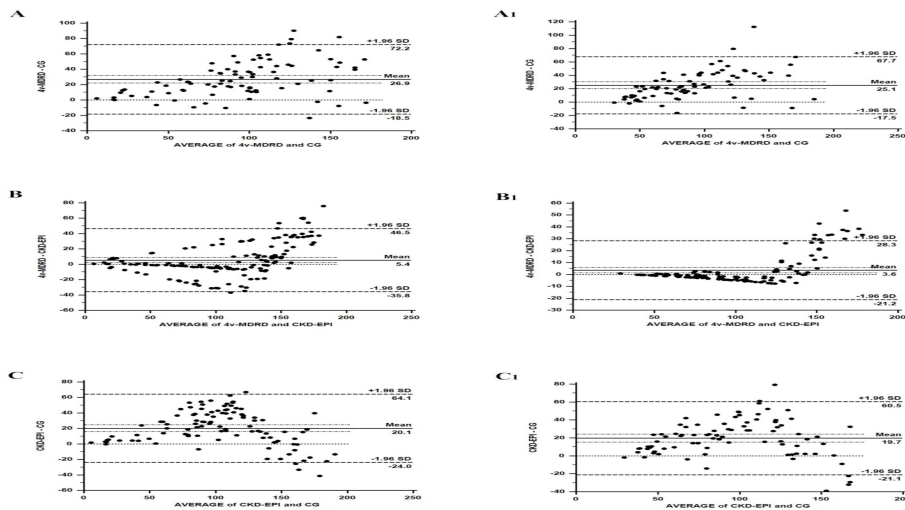 A
100
80
60
40
20
0
-20
-40
4v-MDRD - CG
+1.96 SD
72.2
Mean
26.9
-1.96 SD
-18.5
0 50 100 150 200
AVERAGE of 4v-MDRD and CG
A1
120
100
80
60
40
20
0
-20
-40
4v-MDRD - CG
+1.96 SD
67.7
Mean
25.1
-1.96 SD
-17.5
0 50 100 150 200 250
AVERAGE of 4v-MDRD and CG
B
80
60
40
20
0
-20
-40
-60
4v-MDRD - CKD-EPI
+1.96 SD
46.5
Mean
5.4
-1.96 SD
-35.8
0 50 100 150 200 250
AVERAGE of 4v-MDRD and CKD-EPI
B1
60
50
40
30
20
10
0
-10
-20
-30
4v-MDRD - CKD-EPI
+1.96 SD
28.3
Mean
3.6
-1.96 SD
-21.2
0 50 100 150 200
AVERAGE of 4v-MDRD and CKD-EPI
C
80
60
40
20
0
-20
-40
-60
CKD-EPI - CG
+1.96 SD
64.1
Mean
20.1
-1.96 SD
-24.0
0 50 100 150 200 250
AVERAGE of CKD-EPI and CG
C1
80
60
40
20
0
-20
-40
CKD-EPI - CG
+1.96 SD
60.5
Mean
19.7
-1.96 SD
-21.1
0 50 100 150 200
AVERAGE of CKD-EPI and CG